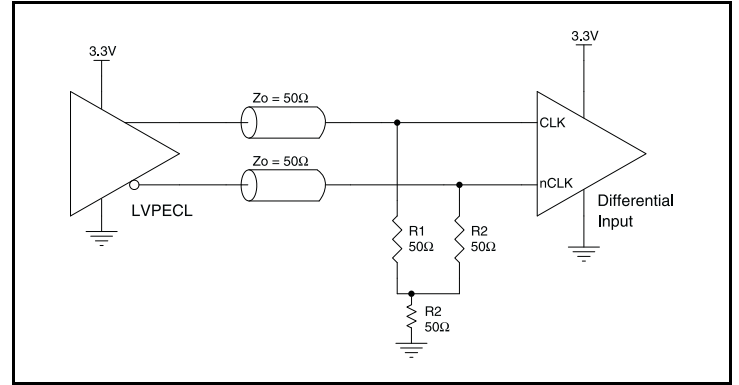 3.3V
3.3V
Zo = 50Ω
CLK
Zo = 50Ω
nCLK
LVPECL
Differential
Input
R1
50Ω
R2
50Ω
R2
50Ω